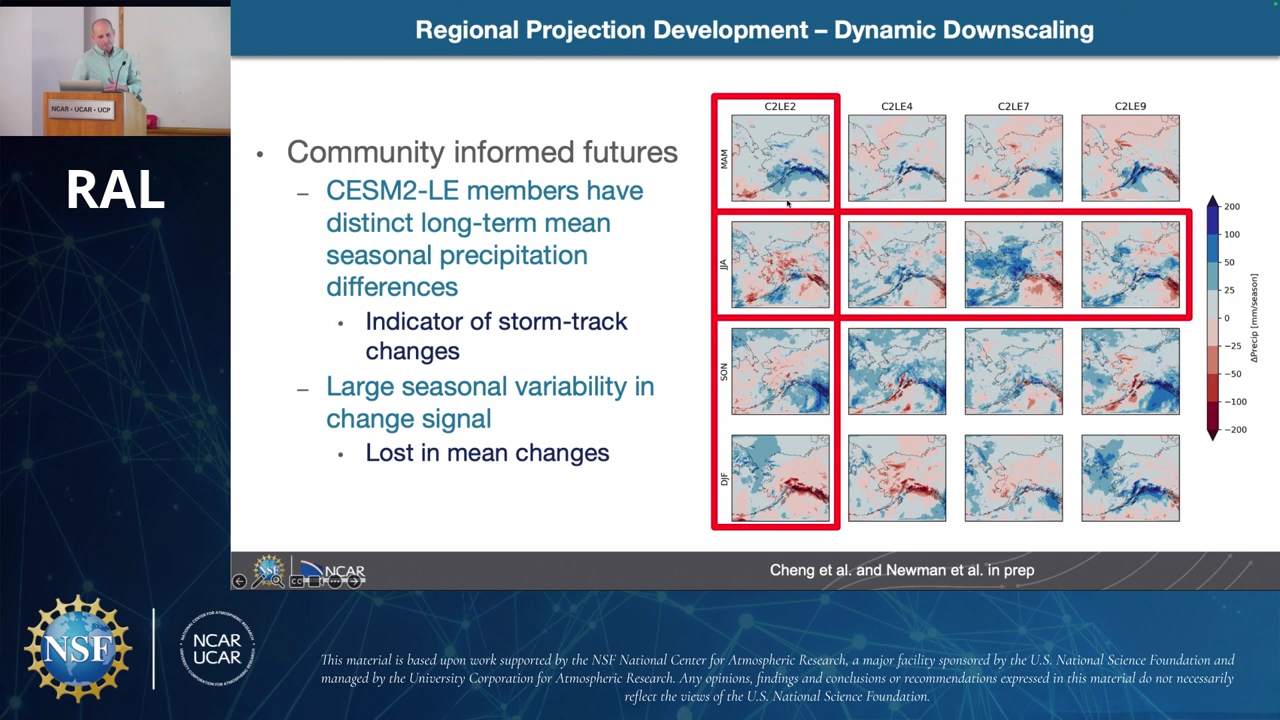 Regional Projection Development – Dynamic Downscaling
NCAR • UCAR • UCP
RAL
• Community informed futures
– CESM2-LE members have
distinct long-term mean
seasonal precipitation
differences
• Indicator of storm-track
changes
– Large seasonal variability in
change signal
• Lost in mean changes
C2LE2 C2LE4 C2LE7 C2LE9
MAM
JJA
SON
DJF
200
100
50
25
0
−25
−50
−100
−200
ΔPrecip [mm/season]
NSF NCAR
Cheng et al. and Newman et al. in prep
NSF
NCAR
UCAR
This material is based upon work supported by the NSF National Center for Atmospheric Research, a major facility sponsored by the U.S. National Science Foundation and
managed by the University Corporation for Atmospheric Research. Any opinions, findings and conclusions or recommendations expressed in this material do not necessarily
reflect the views of the U.S. National Science Foundation.